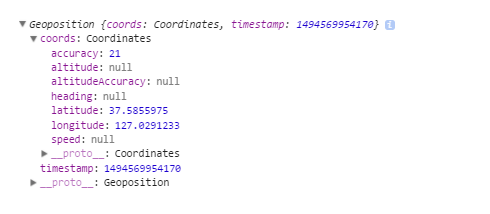 Geoposition {coords: Coordinates, timestamp: 1494569954170} i
coords: Coordinates
accuracy: 21
altitude: null
altitudeAccuracy: null
heading: null
latitude: 37.5855975
longitude: 127.0291233
speed: null
__proto__: Coordinates
timestamp: 1494569954170
__proto__: Geoposition